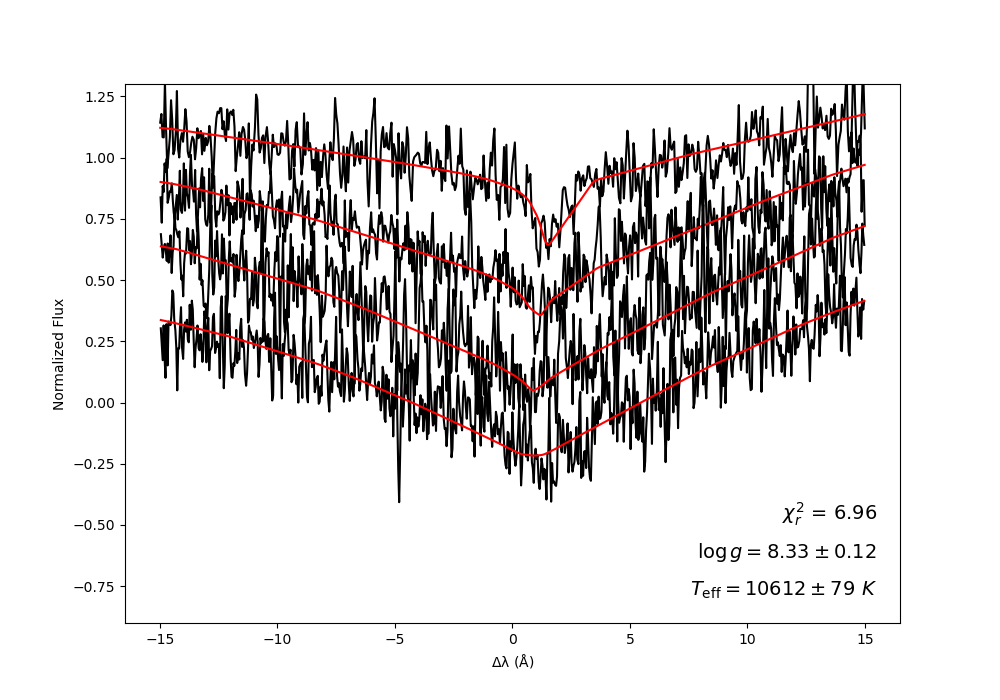 1.25
1.00
0.75
0.50
0.25
0.00
−0.25
−0.50
−0.75
Normalized Flux
χ²ᵣ = 6.96
log g = 8.33 ± 0.12
T_eff = 10612 ± 79 K
−15 −10 −5 0 5 10 15
Δλ (Å)